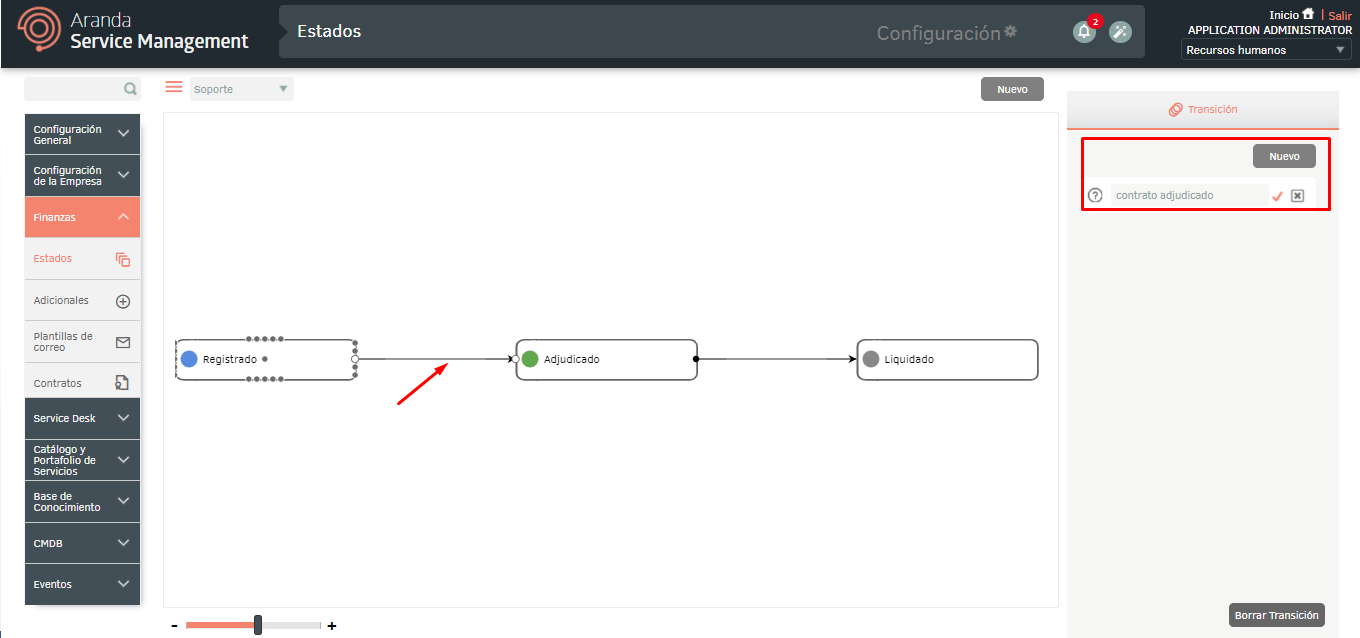 Aranda
Service Management
Estados
Configuración
2
Inicio | Salir
APPLICATION ADMINISTRATOR
Recursos humanos
Soporte
Nuevo
Configuración
General
Configuración
de la Empresa
Finanzas
Estados
Adicionales
Plantillas de
correo
Contratos
Service Desk
Catálogo y
Portafolio de
Servicios
Base de
Conocimiento
CMDB
Eventos
Registrado
Adjudicado
Liquidado
- +
Transición
Nuevo
? contrato adjudicado
Borrar Transición